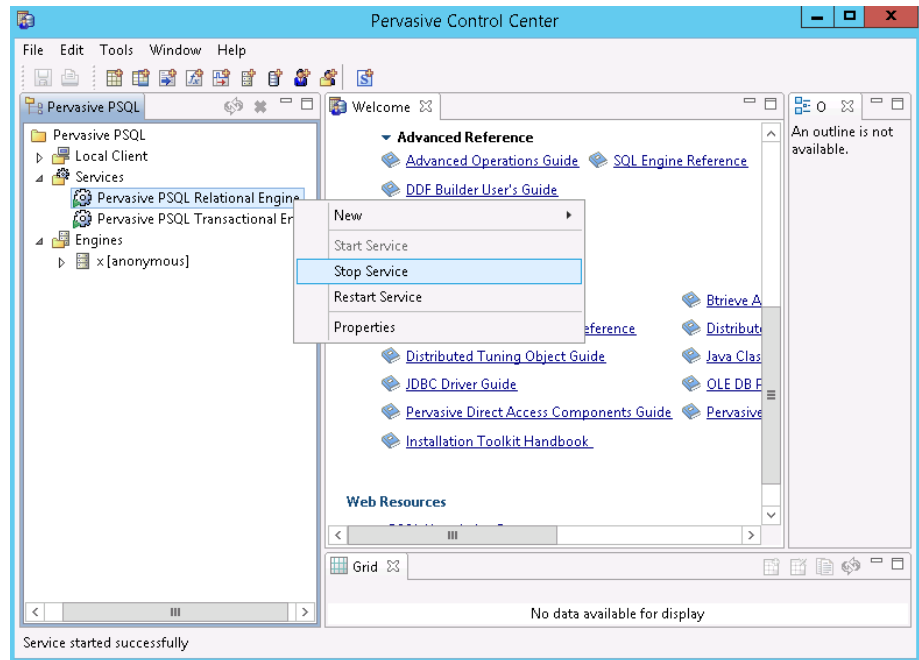 Pervasive Control Center
File Edit Tools Window Help
Pervasive PSQL
Pervasive PSQL
Local Client
Services
Pervasive PSQL Relational Engine
Pervasive PSQL Transactional En
Engines
x [anonymous]
New
Start Service
Stop Service
Restart Service
Properties
Welcome
Advanced Reference
Advanced Operations Guide SQL Engine Reference
DDF Builder User's Guide
Btrieve A
eference Distribute
Distributed Tuning Object Guide Java Clas
JDBC Driver Guide OLE DB P
Pervasive Direct Access Components Guide Pervasive
Installation Toolkit Handbook
Web Resources
O
An outline is not
available.
Grid
No data available for display
Service started successfully